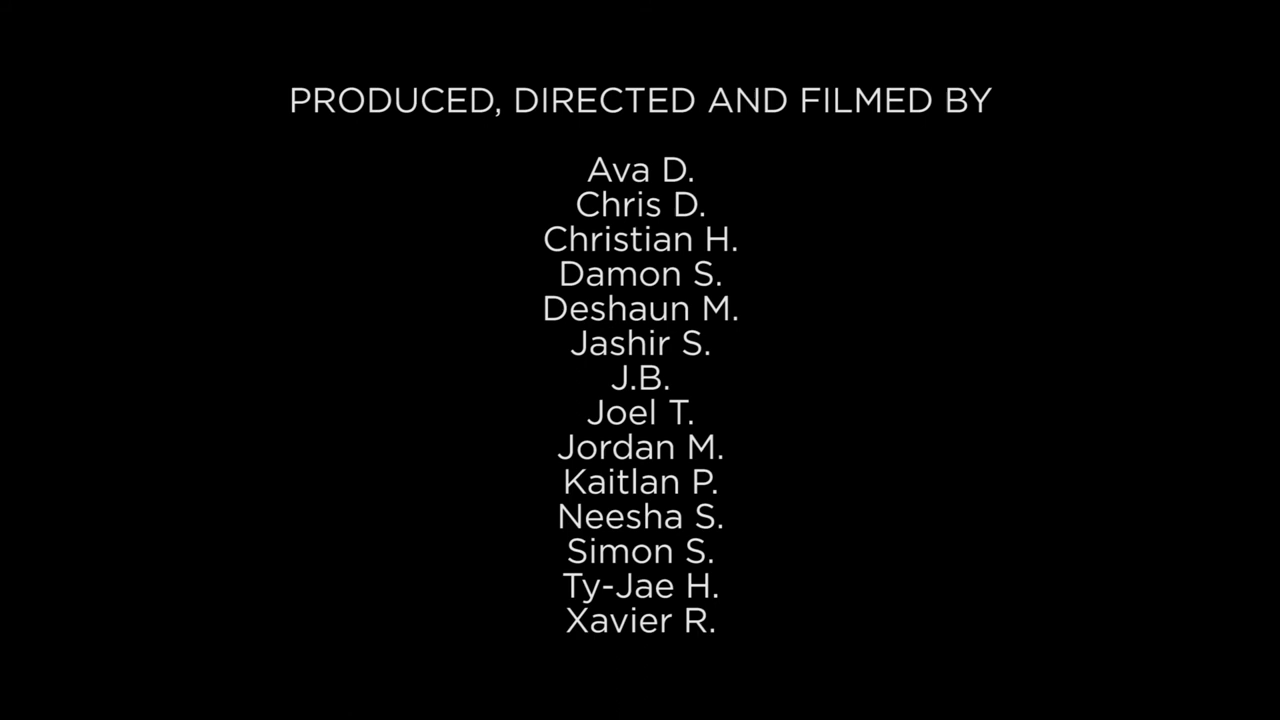 PRODUCED, DIRECTED AND FILMED BY
Ava D.
Chris D.
Christian H.
Damon S.
Deshaun M.
Jashir S.
J.B.
Joel T.
Jordan M.
Kaitlan P.
Neesha S.
Simon S.
Ty-Jae H.
Xavier R.